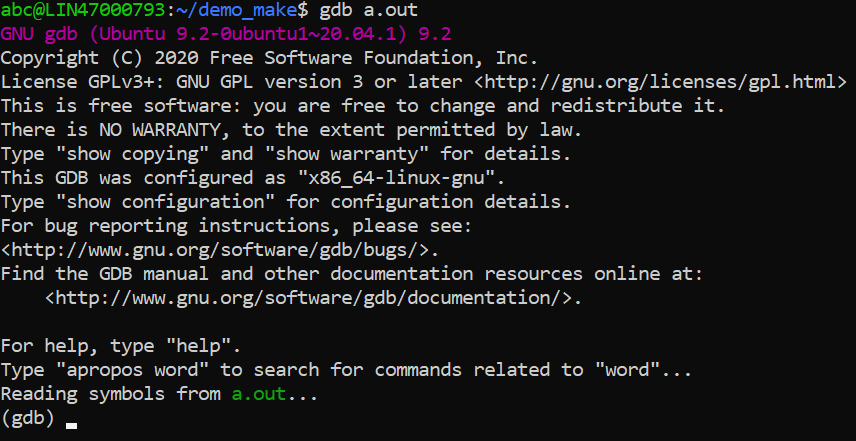 abc@LIN47000793:~/demo_make$ gdb a.out
GNU gdb (Ubuntu 9.2-0ubuntu1~20.04.1) 9.2
Copyright (C) 2020 Free Software Foundation, Inc.
License GPLv3+: GNU GPL version 3 or later <http://gnu.org/licenses/gpl.html>
This is free software: you are free to change and redistribute it.
There is NO WARRANTY, to the extent permitted by law.
Type "show copying" and "show warranty" for details.
This GDB was configured as "x86_64-linux-gnu".
Type "show configuration" for configuration details.
For bug reporting instructions, please see:
<http://www.gnu.org/software/gdb/bugs/>.
Find the GDB manual and other documentation resources online at:
    <http://www.gnu.org/software/gdb/documentation/>.

For help, type "help".
Type "apropos word" to search for commands related to "word"...
Reading symbols from a.out...
(gdb)